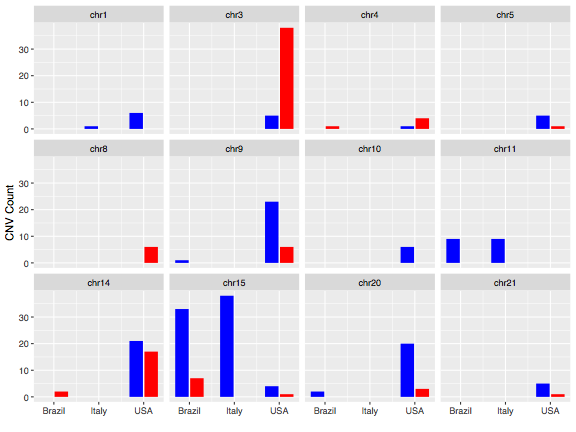 chr1 chr3 chr4 chr5
30
20
10
0
chr8 chr9 chr10 chr11
30
20
10
0
CNV Count
chr14 chr15 chr20 chr21
30
20
10
0
Brazil Italy USA Brazil Italy USA Brazil Italy USA Brazil Italy USA